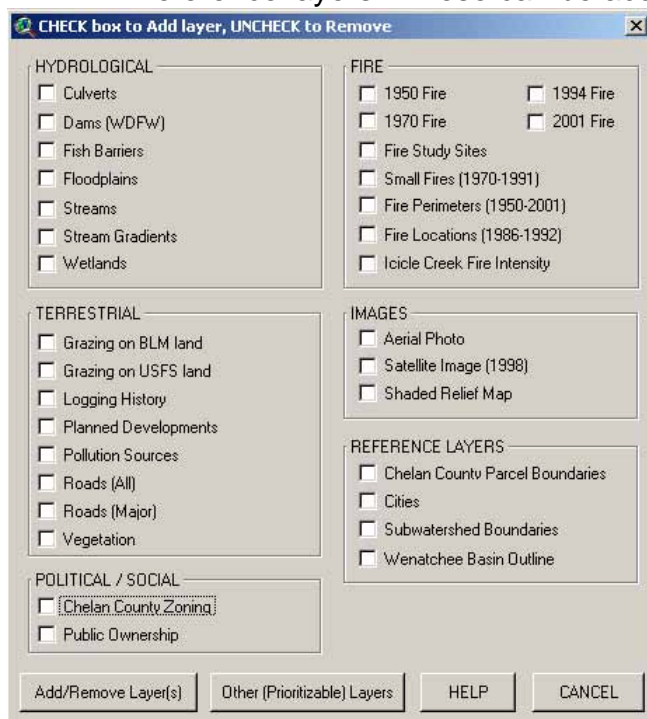 CHECK box to Add layer, UNCHECK to Remove
HYDROLOGICAL
Culverts
Dams (WDFW)
Fish Barriers
Floodplains
Streams
Stream Gradients
Wetlands
TERRESTRIAL
Grazing on BLM land
Grazing on USFS land
Logging History
Planned Developments
Pollution Sources
Roads (All)
Roads (Major)
Vegetation
POLITICAL / SOCIAL
Chelan County Zoning
Public Ownership
FIRE
1950 Fire 1994 Fire
1970 Fire 2001 Fire
Fire Study Sites
Small Fires (1970-1991)
Fire Perimeters (1950-2001)
Fire Locations (1986-1992)
Icicle Creek Fire Intensity
IMAGES
Aerial Photo
Satellite Image (1998)
Shaded Relief Map
REFERENCE LAYERS
Chelan County Parcel Boundaries
Cities
Subwatershed Boundaries
Wenatchee Basin Outline
Add/Remove Layer(s) Other (Prioritizable) Layers HELP CANCEL